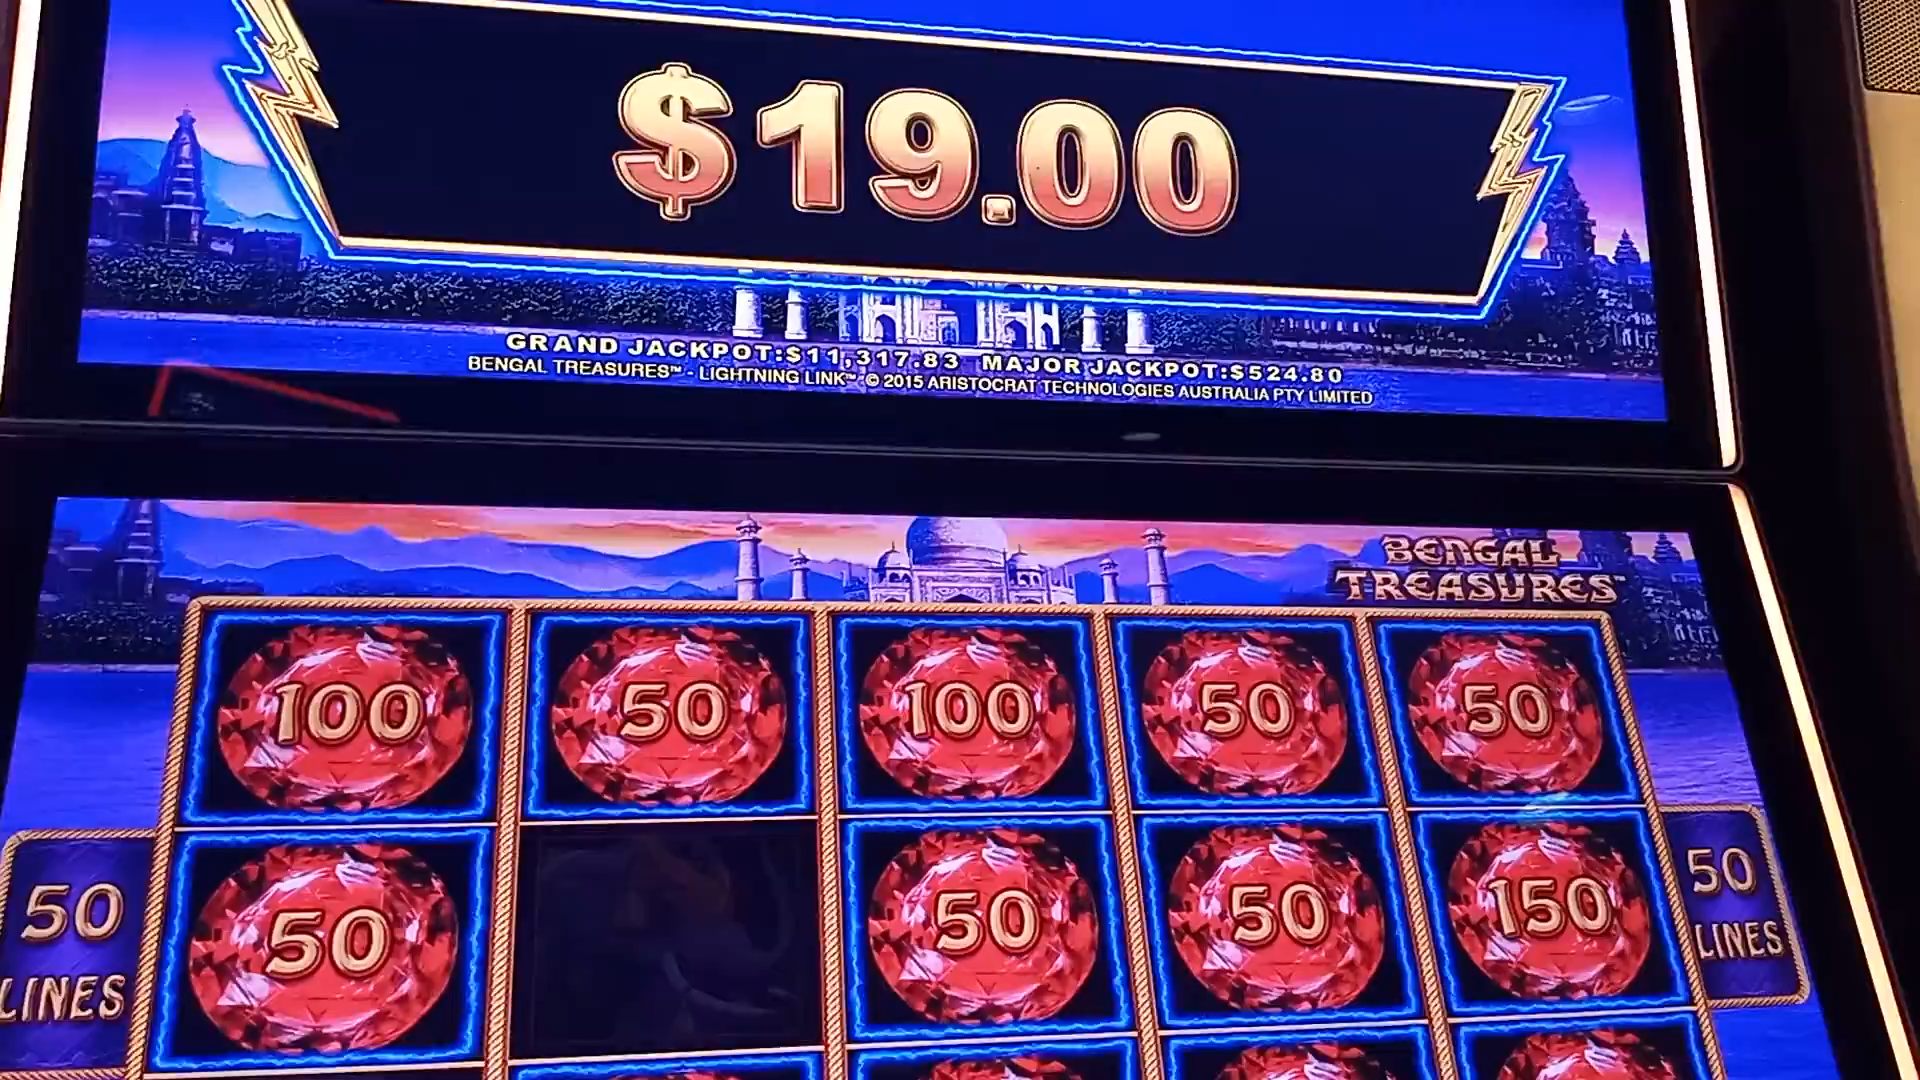 $19.00
GRAND JACKPOT:$11,317.83 MAJOR JACKPOT:$524.80
BENGAL TREASURES™ - LIGHTNING LINK™ © 2015 ARISTOCRAT TECHNOLOGIES AUSTRALIA PTY LIMITED
BENGAL
TREASURES™
100 50 100 50 50
50 50 50 150
50
LINES
50
LINES